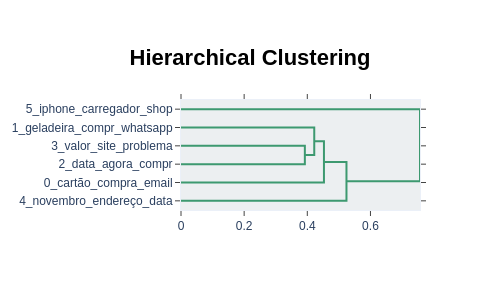 Hierarchical Clustering
5_iphone_carregador_shop
1_geladeira_compr_whatsapp
3_valor_site_problema
2_data_agora_compr
0_cartão_compra_email
4_novembro_endereço_data
0 0.2 0.4 0.6